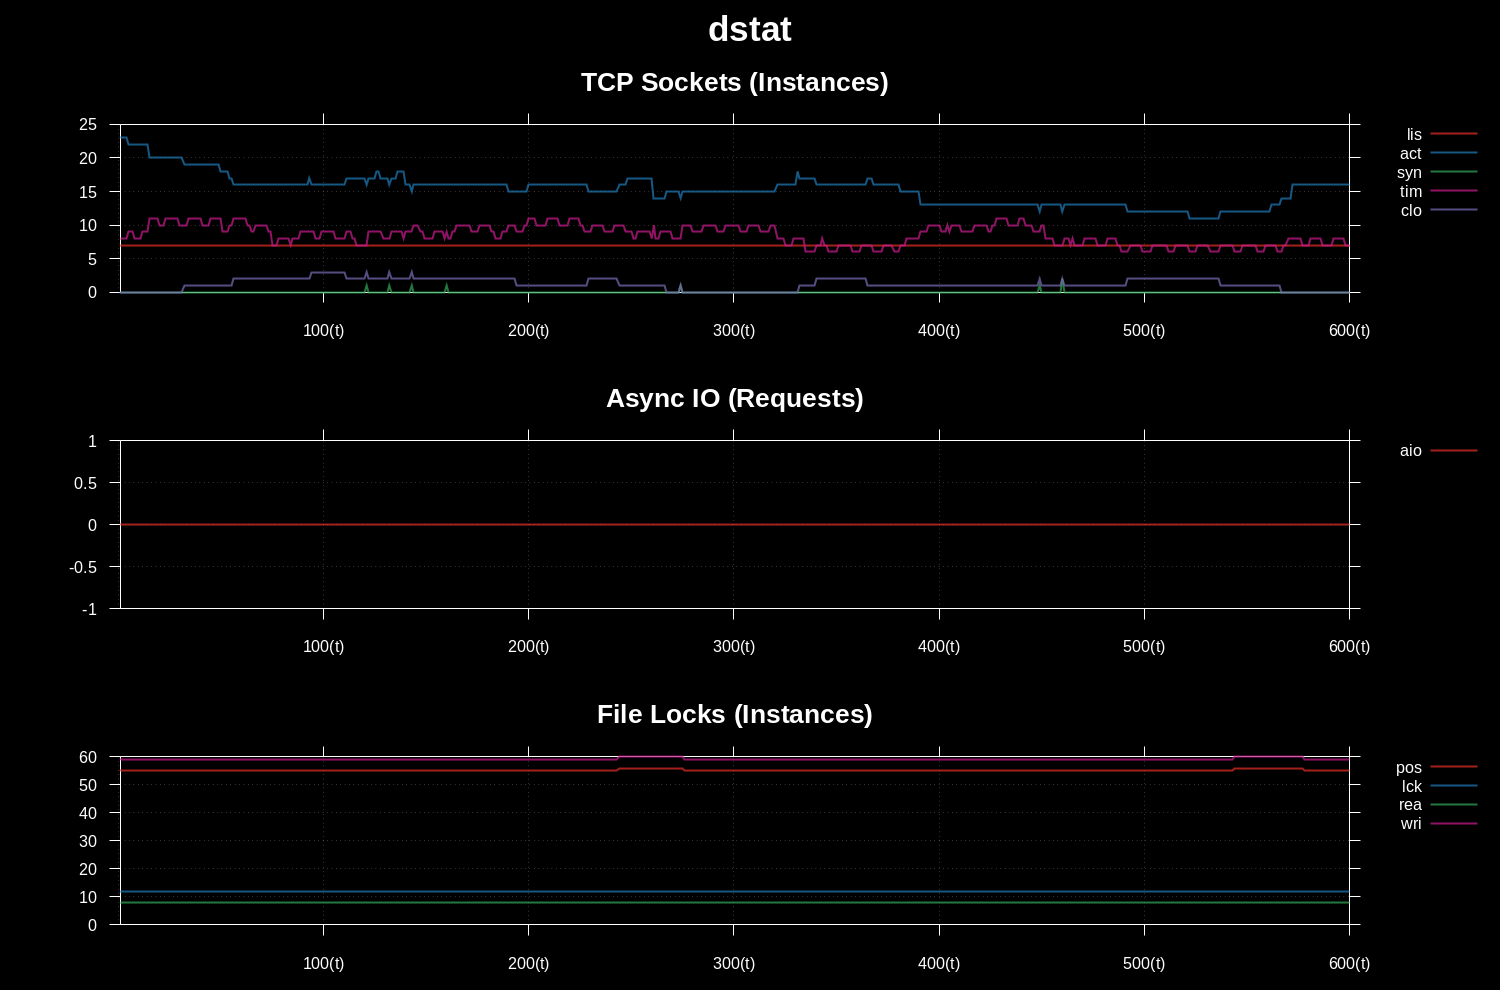 dstat
TCP Sockets (Instances)
25
20
15
10
5
0
100(t) 200(t) 300(t) 400(t) 500(t) 600(t)
lis
act
syn
tim
clo
Async IO (Requests)
1
0.5
0
-0.5
-1
100(t) 200(t) 300(t) 400(t) 500(t) 600(t)
aio
File Locks (Instances)
60
50
40
30
20
10
0
100(t) 200(t) 300(t) 400(t) 500(t) 600(t)
pos
lck
rea
wri